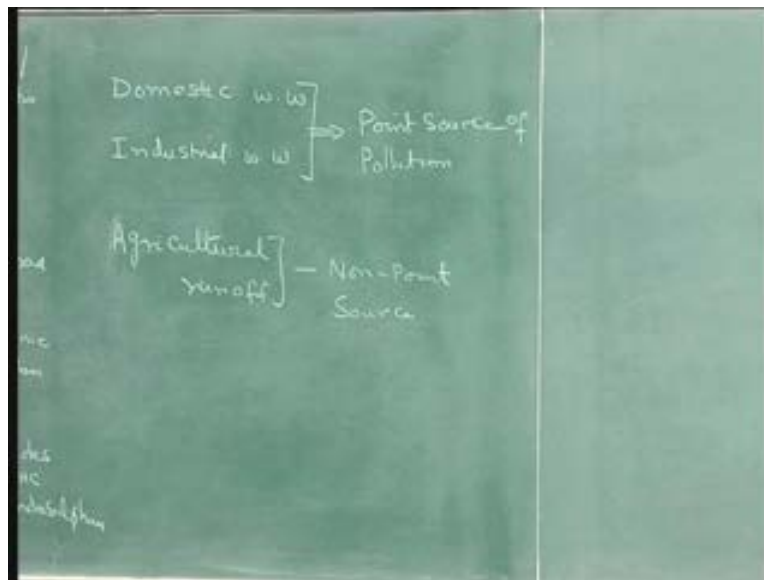 Domestic w.w
Industrial w W
⇒ Point Source of
Pollution
Agricultural
runoff
— Non-Point
Source